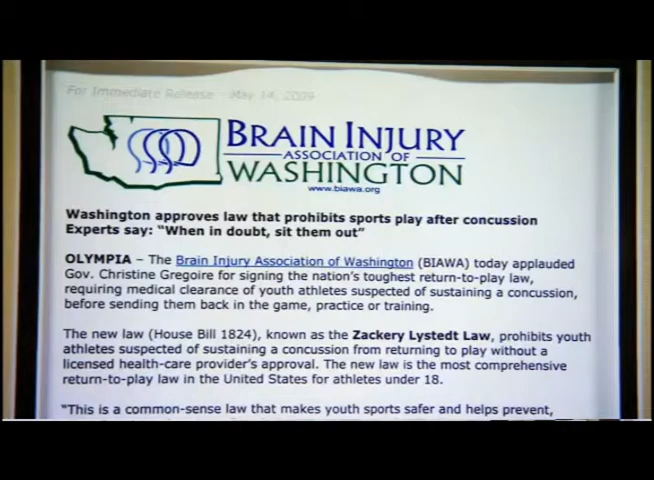 For Immediate Release – May 14, 2009
BRAIN INJURY
ASSOCIATION OF
WASHINGTON
www.biawa.org
Washington approves law that prohibits sports play after concussion
Experts say: “When in doubt, sit them out”
OLYMPIA – The Brain Injury Association of Washington (BIAWA) today applauded
Gov. Christine Gregoire for signing the nation’s toughest return-to-play law,
requiring medical clearance of youth athletes suspected of sustaining a concussion,
before sending them back in the game, practice or training.
The new law (House Bill 1824), known as the Zackery Lystedt Law, prohibits youth
athletes suspected of sustaining a concussion from returning to play without a
licensed health-care provider’s approval. The new law is the most comprehensive
return-to-play law in the United States for athletes under 18.
“This is a common-sense law that makes youth sports safer and helps prevent,